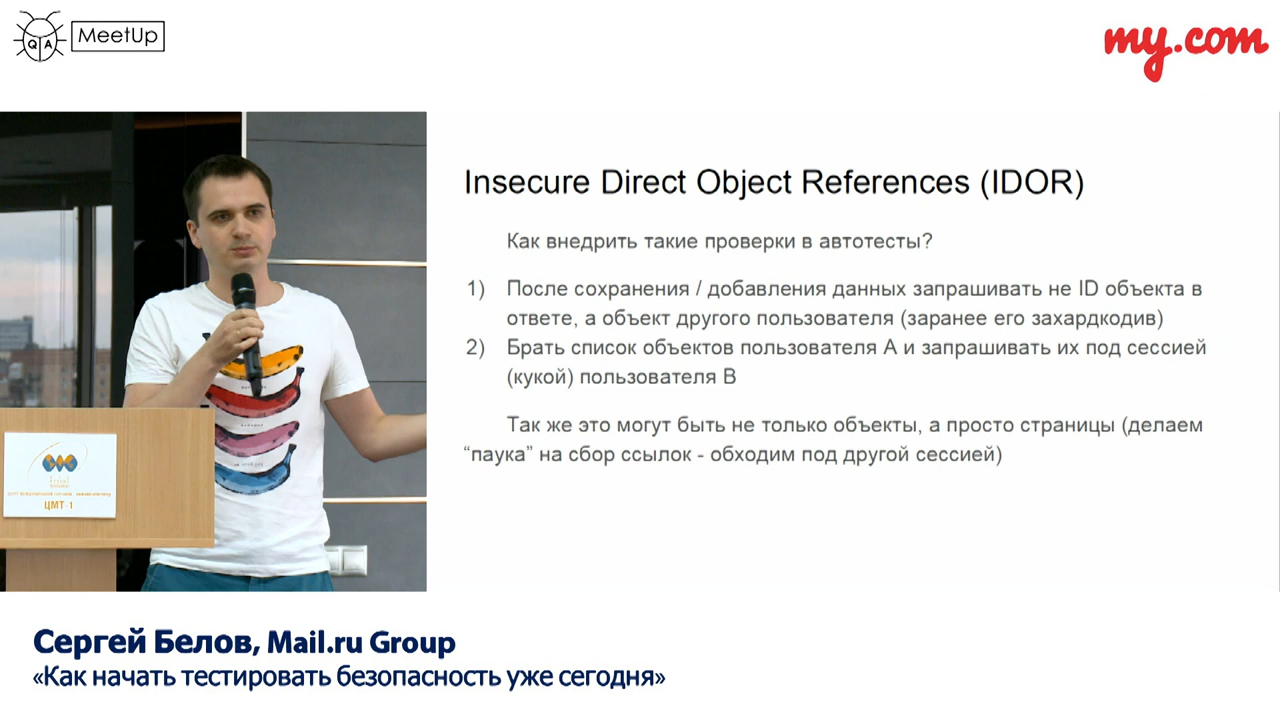 QA MeetUp
my.com
Insecure Direct Object References (IDOR)
Как внедрить такие проверки в автотесты?
1) После сохранения / добавления данных запрашивать не ID объекта в
ответе, а объект другого пользователя (заранее его захардкодив)
2) Брать список объектов пользователя А и запрашивать их под сессией
(кукой) пользователя В
Так же это могут быть не только объекты, а просто страницы (делаем
“паука” на сбор ссылок - обходим под другой сессией)
ЦМТ-1
Сергей Белов, Mail.ru Group
«Как начать тестировать безопасность уже сегодня»